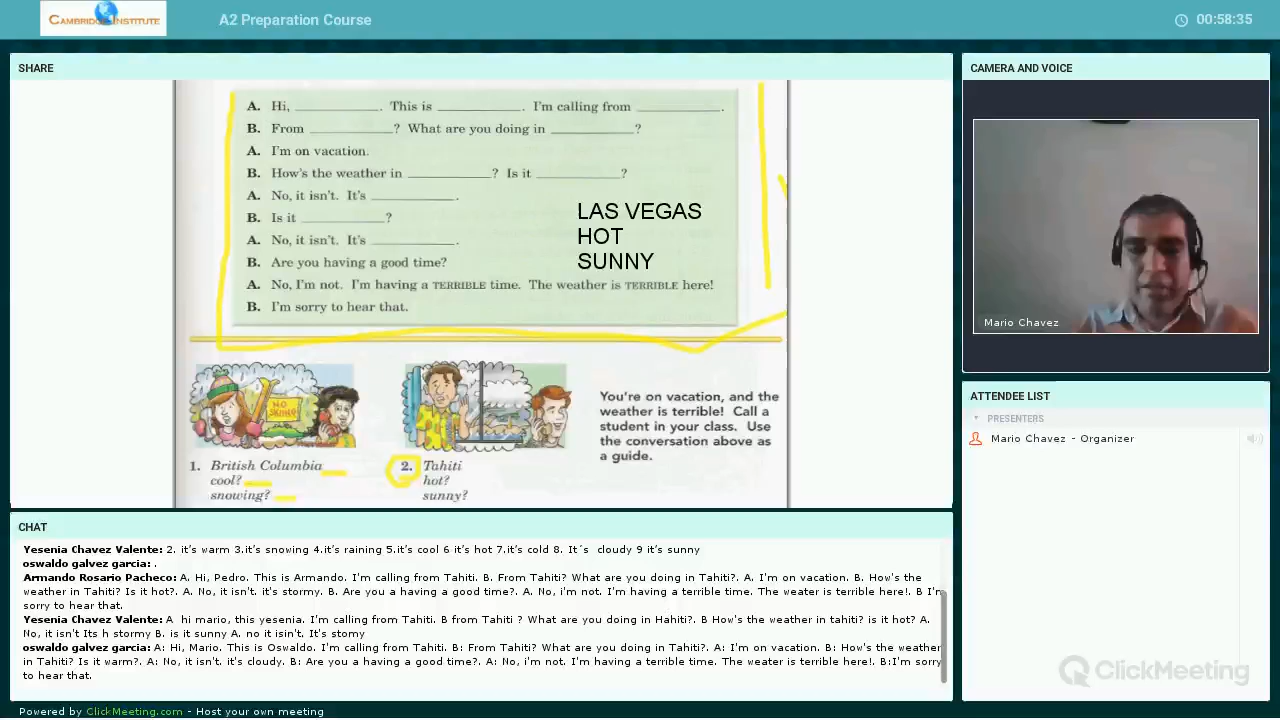 CAMBRIDGE INSTITUTE
A2 Preparation Course
00:58:35
SHARE
A. Hi, __________. This is __________. I'm calling from __________.
B. From __________? What are you doing in __________?
A. I'm on vacation.
B. How's the weather in __________? Is it __________?
A. No, it isn't. It's __________.
B. Is it __________?
A. No, it isn't. It's __________.
B. Are you having a good time?
A. No, I'm not. I'm having a TERRIBLE time. The weather is TERRIBLE here!
B. I'm sorry to hear that.
LAS VEGAS
HOT
SUNNY
NO
SKIING
1. British Columbia
cool?
snowing?
2. Tahiti
hot?
sunny?
You're on vacation, and the
weather is terrible! Call a
student in your class. Use
the conversation above as
a guide.
CAMERA AND VOICE
Mario Chavez
ATTENDEE LIST
PRESENTERS
Mario Chavez - Organizer
CHAT
Yesenia Chavez Valente: 2. it's warm 3.it's snowing 4.it's raining 5.it's cool 6 it's hot 7.it's cold 8. It´s cloudy 9 it's sunny
oswaldo galvez garcia: .
Armando Rosario Pacheco: A. Hi, Pedro. This is Armando. I'm calling from Tahiti. B. From Tahiti? What are you doing in Tahiti?. A. I'm on vacation. B. How's the
weather in Tahiti? Is it hot?. A. No, it isn't. it's stormy. B. Are you a having a good time?. A. No, i'm not. I'm having a terrible time. The weater is terrible here!. B I'm
sorry to hear that.
Yesenia Chavez Valente: A hi mario, this yesenia. I'm calling from Tahiti. B from Tahiti ? What are you doing in Hahiti?. B How's the weather in tahiti? is it hot? A.
No, it isn't Its h stormy B. is it sunny A. no it isin't. It's stomy
oswaldo galvez garcia: A: Hi, Mario. This is Oswaldo. I'm calling from Tahiti. B: From Tahiti? What are you doing in Tahiti?. A: I'm on vacation. B: How's the weather
in Tahiti? Is it warm?. A: No, it isn't. it's cloudy. B: Are you a having a good time?. A: No, i'm not. I'm having a terrible time. The weater is terrible here!. B:I'm sorry
to hear that.
ClickMeeting
Powered by ClickMeeting.com - Host your own meeting